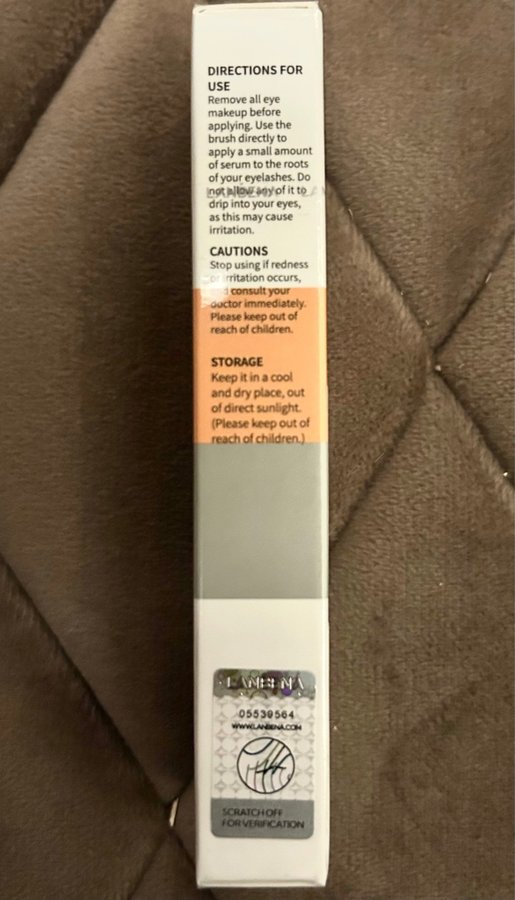 DIRECTIONS FOR
USE
Remove all eye
makeup before
applying. Use the
brush directly to
apply a small amount
of serum to the roots
of your eyelashes. Do
not allow any of it to
drip into your eyes,
as this may cause
irritation.
CAUTIONS
Stop using if redness
or irritation occurs,
consult your
doctor immediately.
Please keep out of
reach of children.
STORAGE
Keep it in a cool
and dry place, out
of direct sunlight.
(Please keep out of
reach of children.)
LANBENA
05539564
WWW.LANBENA.COM
SCRATCH OFF
FOR VERIFICATION